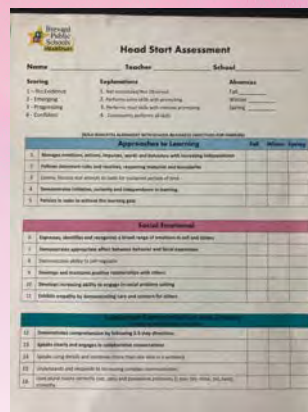 Brevard
Public
Schools
Head Start Assessment
Name Teacher School
Scoring Explanations Absences
1 - No Evidence 1. Not evaluated/Not Observed Fall
2 - Emerging 2. Performs some skills with prompting Winter
3 - Progressing 3. Performs most skills with minimal prompting Spring
4 - Confident 4. Consistently performs all skills
Approaches to Learning Fall Winter Spring
1 Manages emotions, actions, impulses, words and behaviors with increasing independence
2 Follows classroom rules and routines, respecting materials and boundaries
3 tasks for sustained periods of time
4 Demonstrates initiative, curiosity and independence in learning
5 Persists in tasks to achieve the learning goal
Social Emotional
6 Expresses, identifies and recognizes a broad range of emotions in self and others
7 Demonstrates appropriate affect between behavior and facial expression
8 Demonstrates ability to self-regulate
9 Develops and maintains positive relationships with others
10 Develops increasing ability to engage in social problem solving
11 Exhibits empathy by demonstrating care and concern for others
12 Demonstrates comprehension by following 2-3 step directions
13 Speaks clearly and engages in collaborative conversations
14 Speaks using details and sentences
15 Understands and responds to increasingly complex communication
16